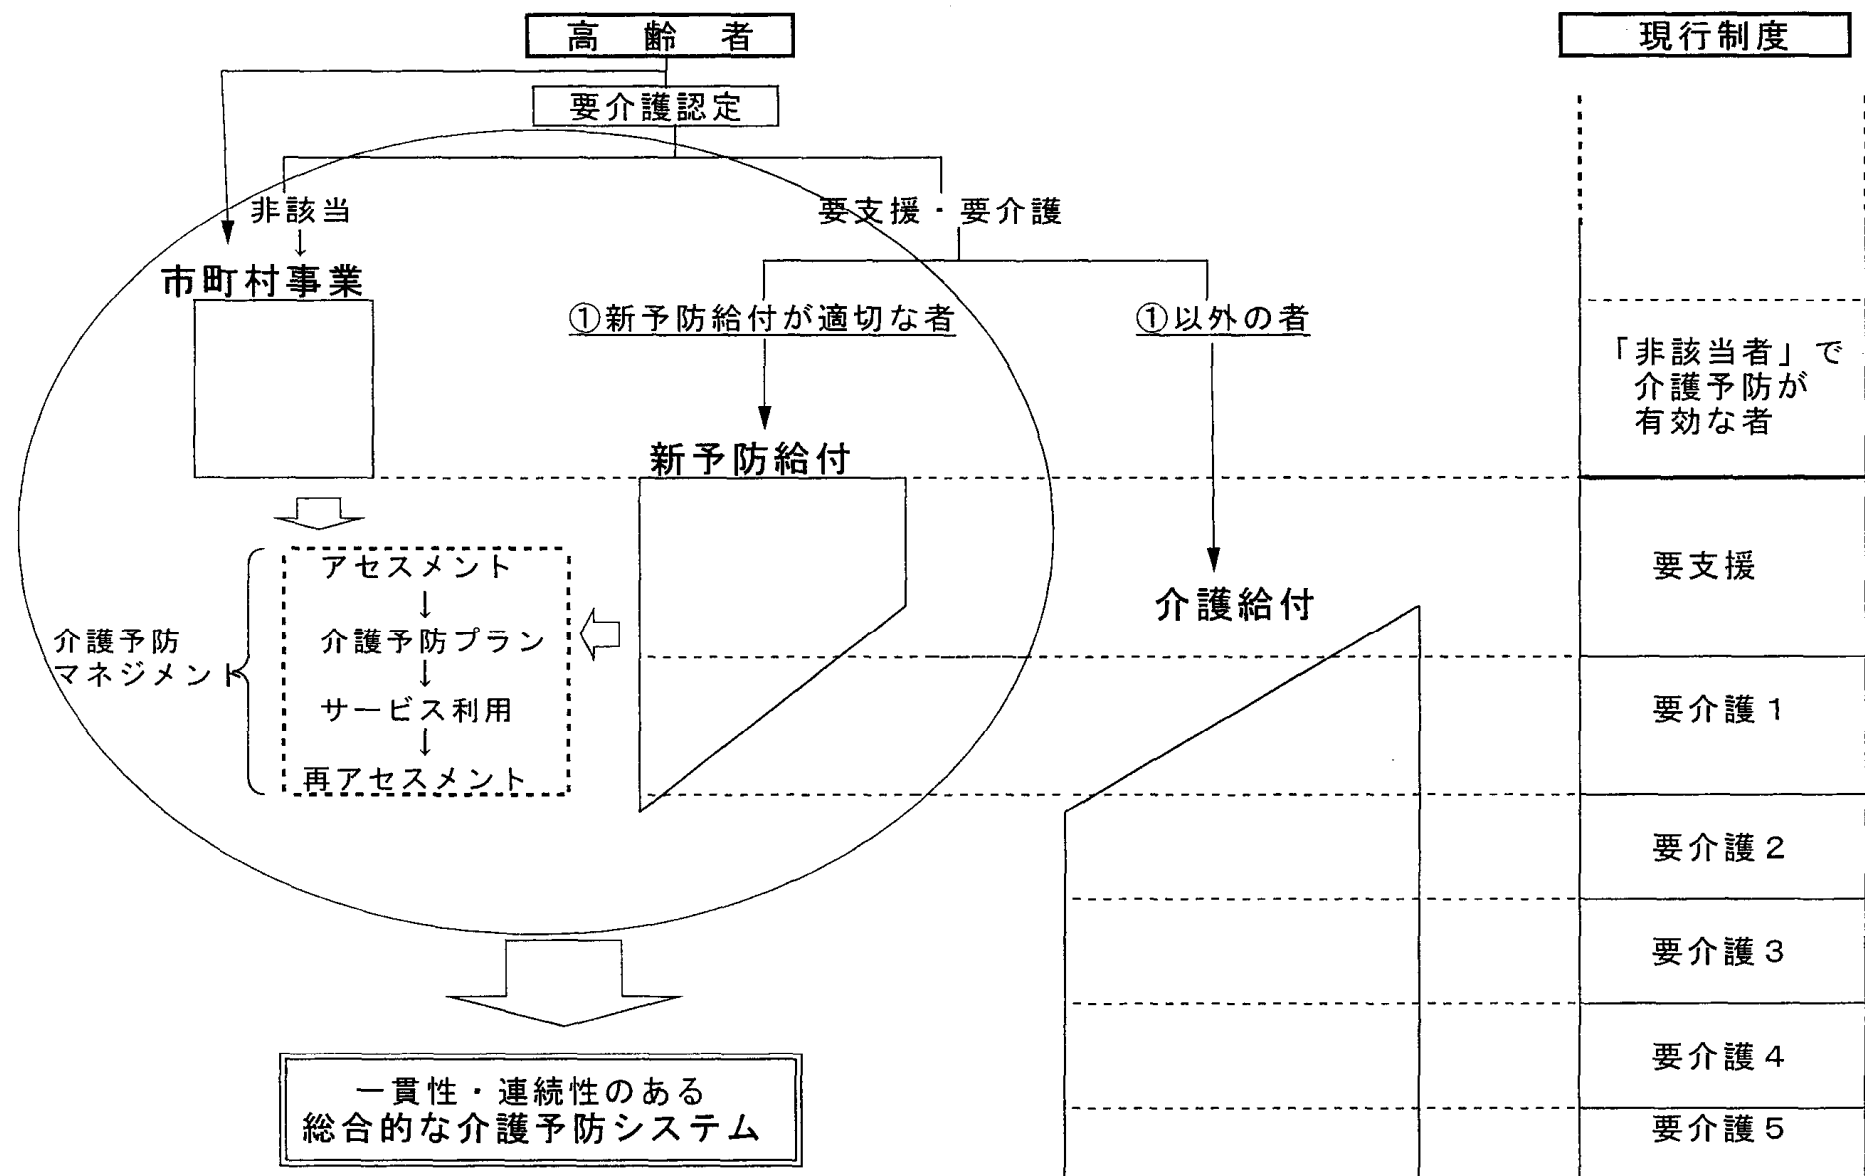 高齢者
現行制度
要介護認定
非該当
↓
要支援・要介護
市町村事業
①新予防給付が適切な者
①以外の者
「非該当者」で
介護予防が
有効な者
新予防給付
アセスメント
↓
介護予防プラン
↓
サービス利用
↓
再アセスメント
介護予防
マネジメント
介護給付
要支援
要介護1
要介護2
要介護3
要介護4
要介護5
一貫性・連続性のある
総合的な介護予防システム